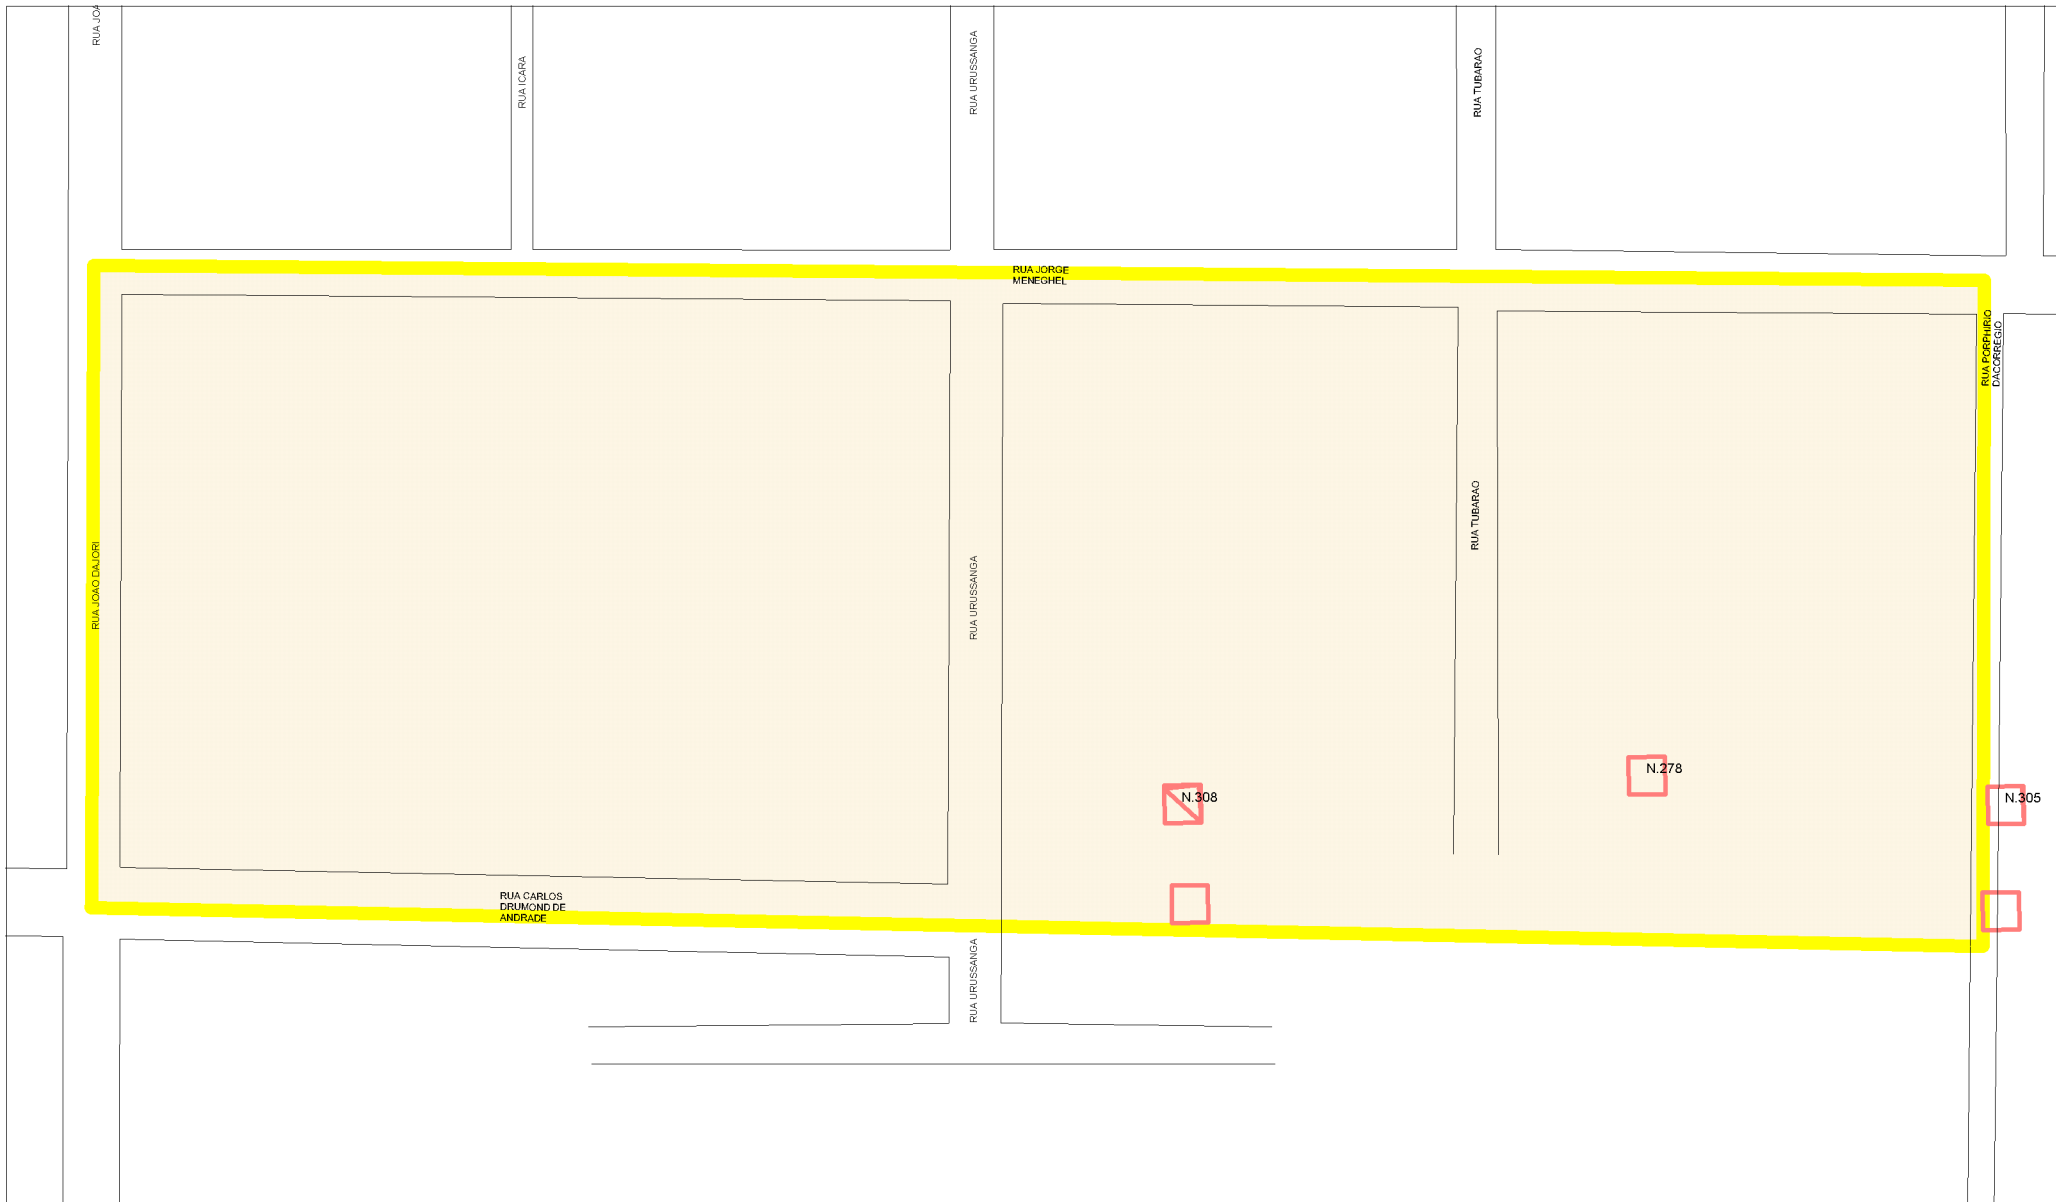 RUA JOA
RUA ICARA
RUA URUSSANGA
RUA TUBARAO
RUA JORGE
MENEGHEL
RUA PORPHIRIO
DACORREGIO
RUA TUBARAO
RUA JOAO DAJORI
RUA URUSSANGA
N.278
N.308
N.305
RUA CARLOS
DRUMOND DE
ANDRADE
RUA URUSSANGA